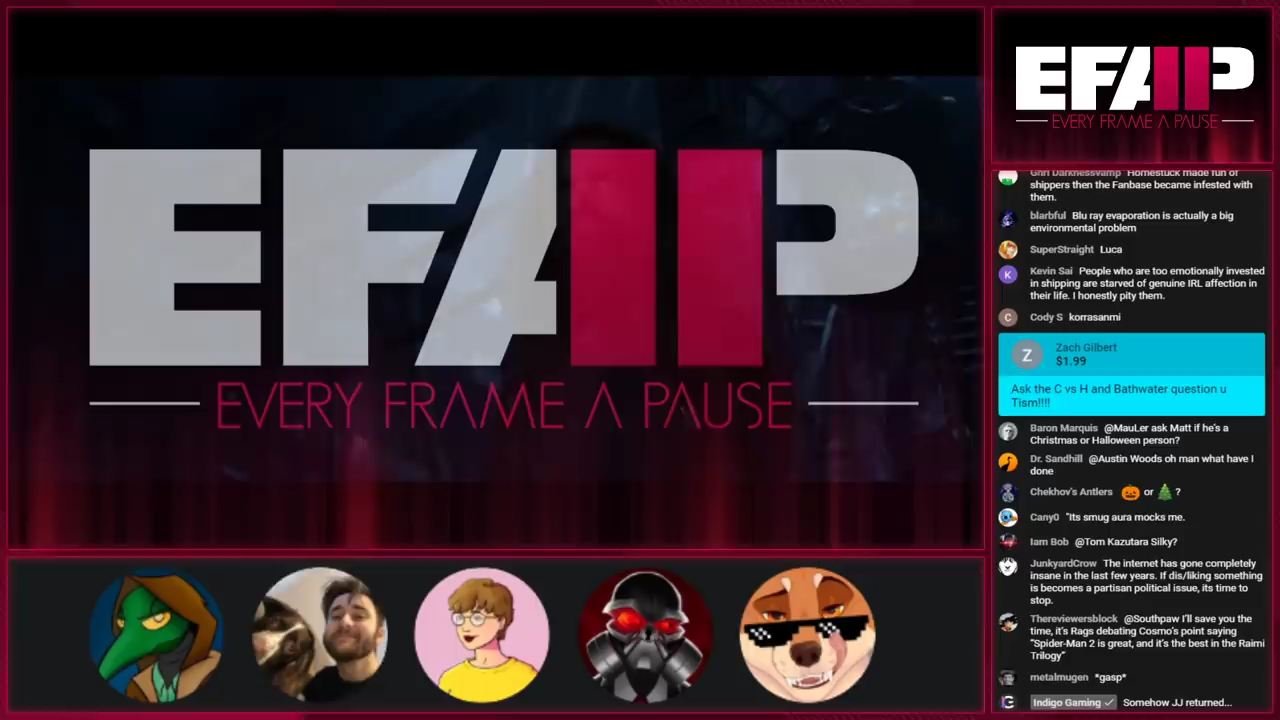 EFAP
EVERY FRAME A PAUSE
EFAP
EVERY FRAME A PAUSE
Homestuck made fun of
shippers then the Fanbase became infested with
them.
blarbful Blu ray evaporation is actually a big
environmental problem
SuperStraight Luca
K
Kevin Sai People who are too emotionally invested
in shipping are starved of genuine IRL affection in
their life. I honestly pity them.
C
Cody S korrasanmi
Z
Zach Gilbert
$1.99
Ask the C vs H and Bathwater question u
Tism!!!!
Baron Marquis @MauLer ask Matt if he's a
Christmas or Halloween person?
Dr. Sandhill @Austin Woods oh man what have I
done
Chekhov's Antlers 🎃 or 🎄 ?
Cany0 "Its smug aura mocks me.
Iam Bob @Tom Kazutara Silky?
JunkyardCrow The internet has gone completely
insane in the last few years. If dis/liking something
is becomes a partisan political issue, its time to
stop.
Thereviewersblock @Southpaw I'll save you the
time, it's Rags debating Cosmo's point saying
"Spider-Man 2 is great, and it's the best in the Raimi
Trilogy"
metalmugen *gasp*
Indigo Gaming ✓ Somehow JJ returned...